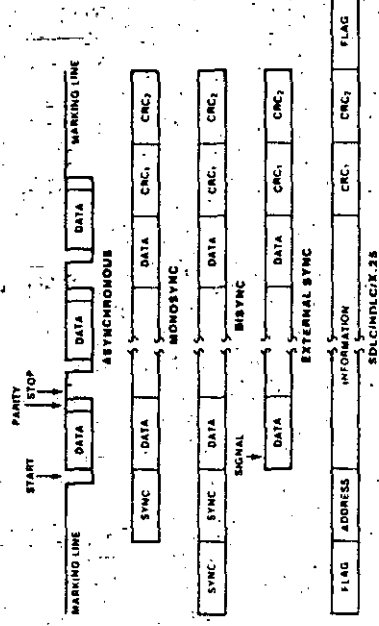 PARITY
START STOP
MARKING LINE DATA DATA DATA MARKING LINE
ASYNCHRONOUS
SYNC DATA DATA CRC1 CRC2
MONOSYNC
SYNC SYNC DATA DATA CRC1 CRC2
BISYNC
SIGNAL
DATA DATA CRC1 CRC2
EXTERNAL SYNC
FLAG ADDRESS INFORMATION CRC1 CRC2 FLAG
SDLC/HDLC/X.25